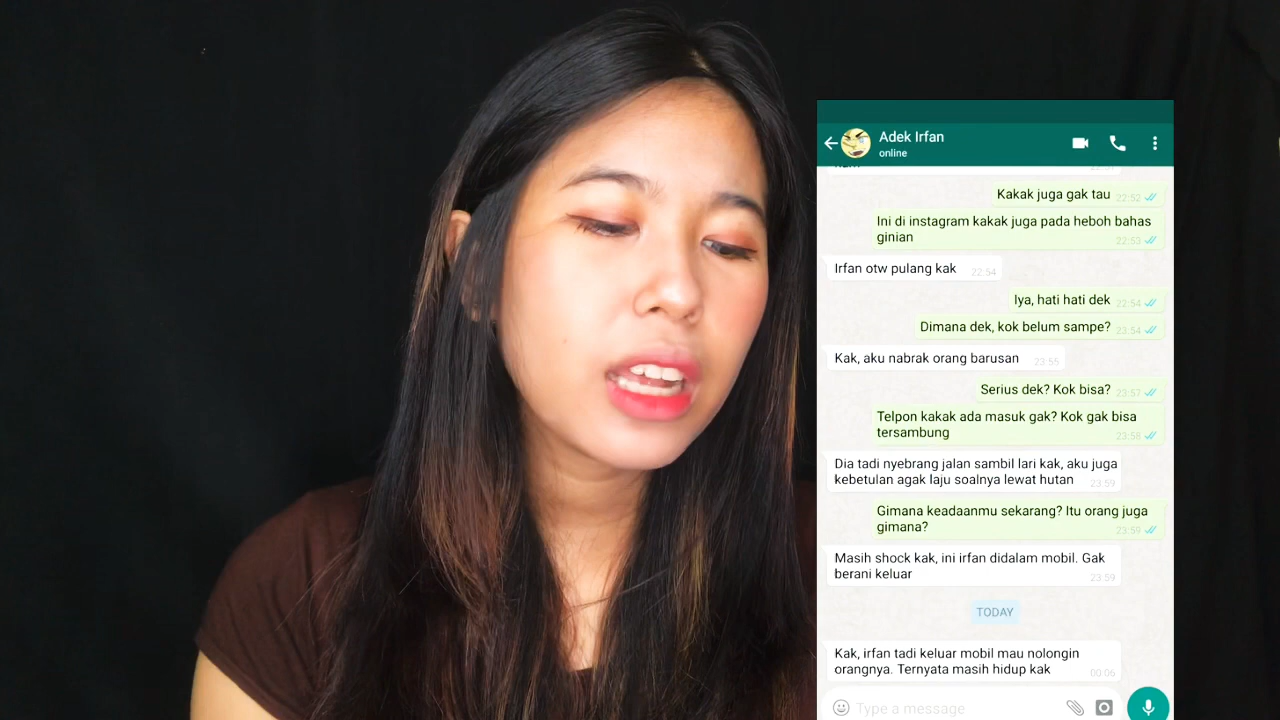 Adek Irfan
online
Kakak juga gak tau 22:52
Ini di instagram kakak juga pada heboh bahas
ginian 22:53
Irfan otw pulang kak 22:54
Iya, hati hati dek 22:54
Dimana dek, kok belum sampe? 23:54
Kak, aku nabrak orang barusan 23:55
Serius dek? Kok bisa? 23:57
Telpon kakak ada masuk gak? Kok gak bisa
tersambung 23:58
Dia tadi nyebrang jalan sambil lari kak, aku juga
kebetulan agak laju soalnya lewat hutan 23:59
Gimana keadaanmu sekarang? Itu orang juga
gimana? 23:59
Masih shock kak, ini irfan didalam mobil. Gak
berani keluar 23:59
TODAY
Kak, irfan tadi keluar mobil mau nolongin
orangnya. Ternyata masih hidup kak 00:06
Type a message